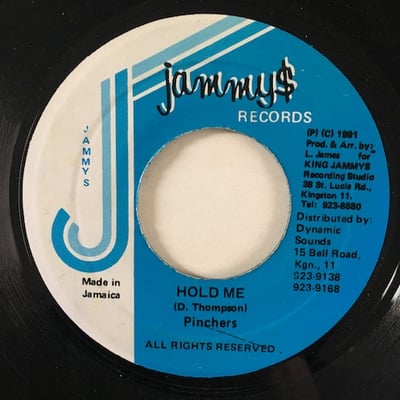 jammy$
RECORDS
JAMMYS
(P) (C) 1991
Prod. & Arr. by:
L. James for
KING JAMMYS
Recording Studio
38 St. Lucia Rd.,
Kingston 11.
Tel: 923-8880
Distributed by:
Dynamic
Sounds
15 Bell Road,
Kgn., 11
923-9138
923-9168
Made in
Jamaica
HOLD ME
(D. Thompson)
Pinchers
ALL RIGHTS RESERVED